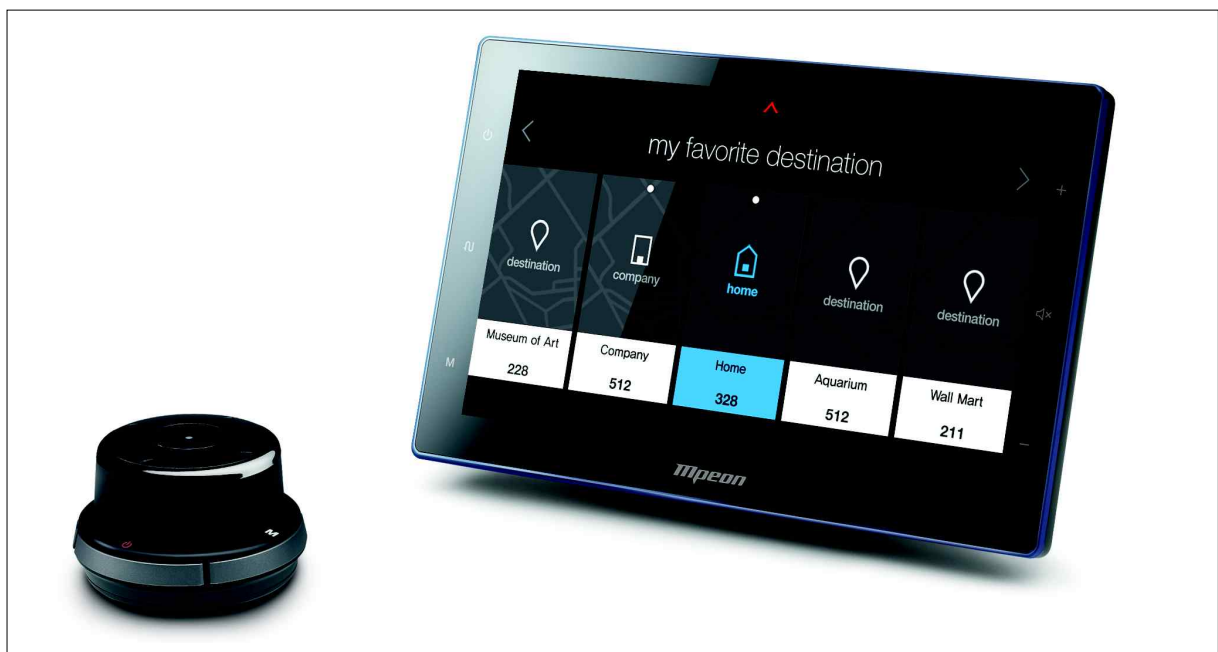 my favorite destination
destination
company
home
destination
destination
Museum of Art
228
Company
512
Home
328
Aquarium
512
Wall Mart
211
M
mpeon
M